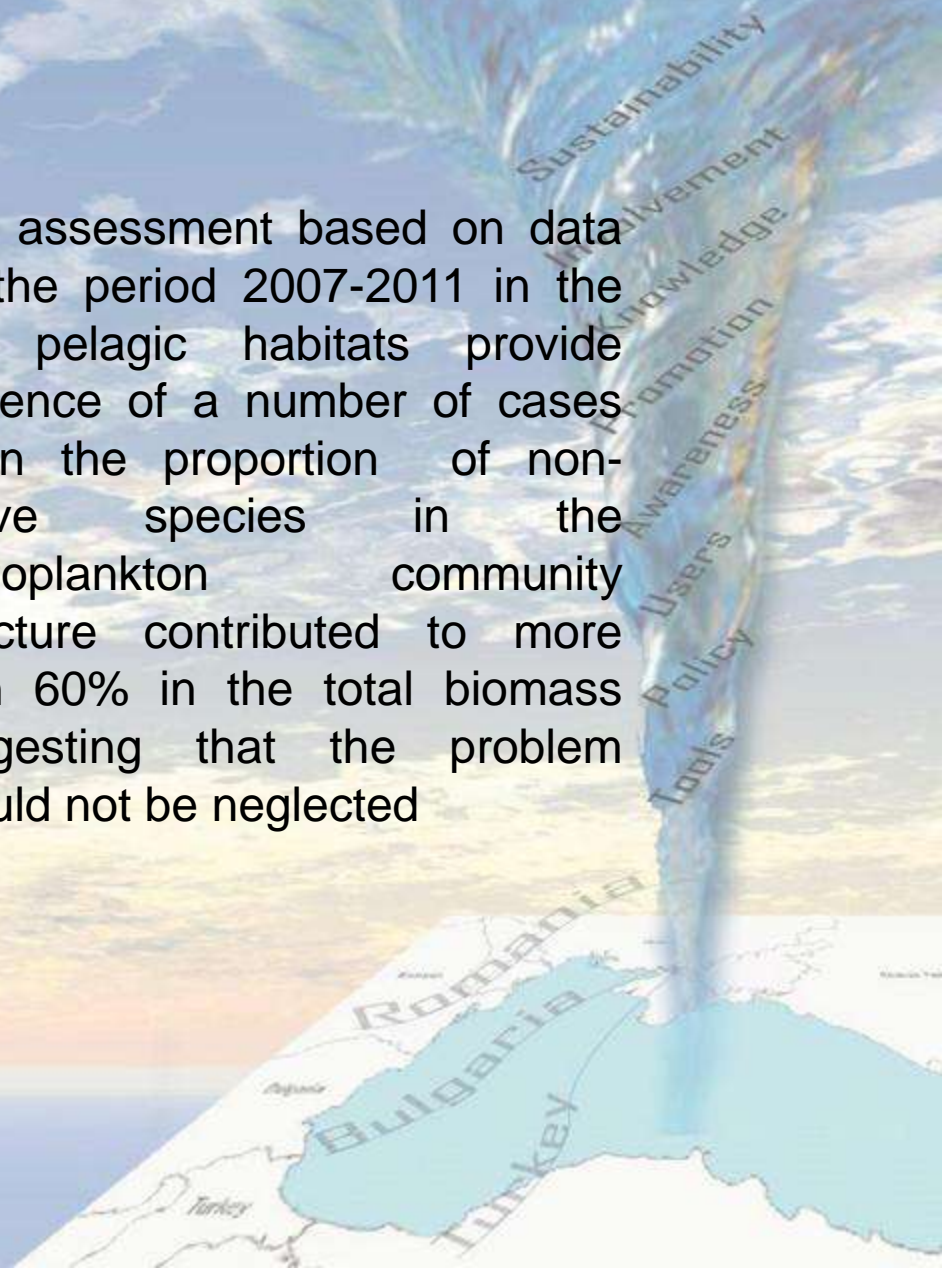 assessment based on data
the period 2007-2011 in the
pelagic habitats provide
ence of a number of cases
n the proportion of non-
ve species in the
oplankton community
cture contributed to more
60% in the total biomass
gesting that the problem
uld not be neglected
Sustainability
Involvement
Knowledge
Promotion
Awareness
Users
Policy
Tools
Romania
Bulgaria
Turkey
Turkey